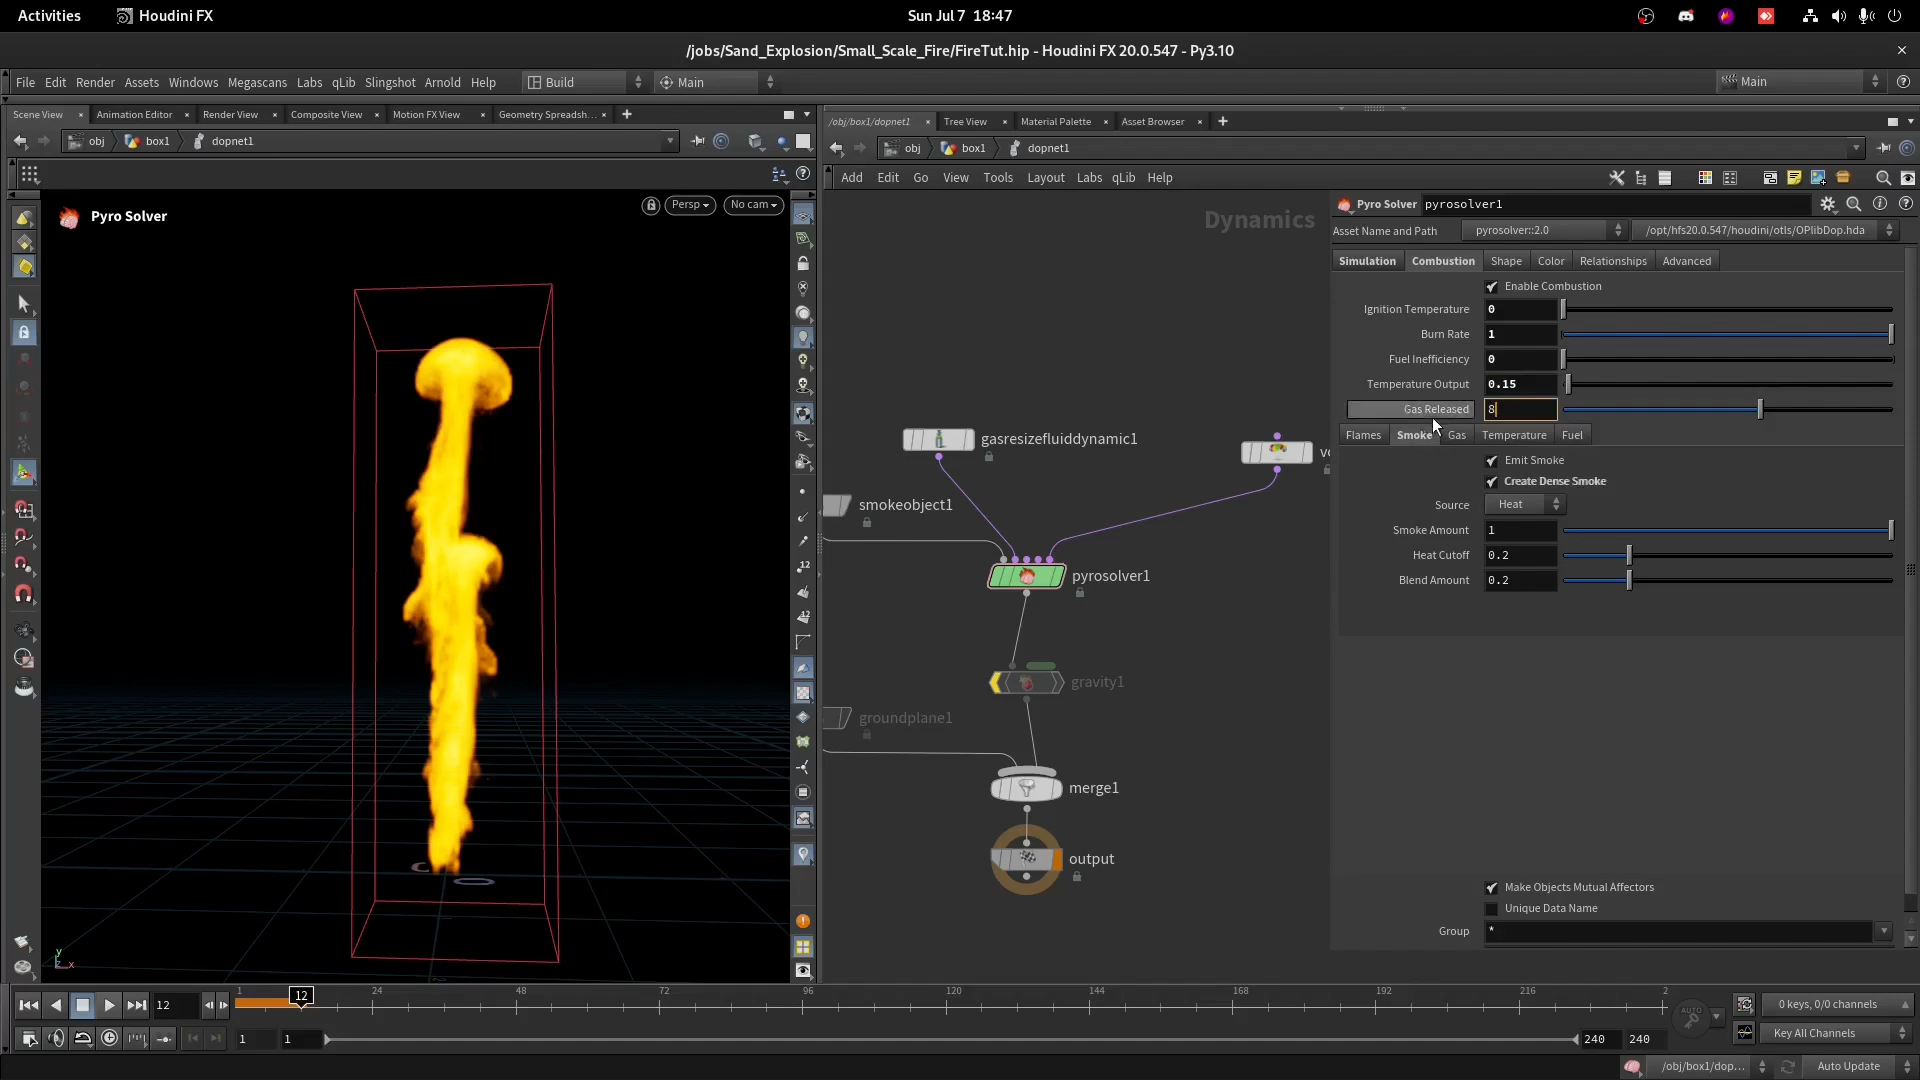 Activities
Houdini FX
Sun Jul 7 18:47
/jobs/Sand_Explosion/Small_Scale_Fire/FireTut.hip - Houdini FX 20.0.547 - Py3.10
File Edit Render Assets Windows Megascans Labs qLib Slingshot Arnold Help
Build
Main
Main
Scene View
Animation Editor
Render View
Composite View
Motion FX View
Geometry Spreadsh...
/obj/box1/dopnet1
Tree View
Material Palette
Asset Browser
obj
box1
dopnet1
obj
box1
dopnet1
Add Edit Go View Tools Layout Labs qLib Help
Pyro Solver
Persp
No cam
Dynamics
Pyro Solver
pyrosolver1
Asset Name and Path
pyrosolver::2.0
/opt/hfs20.0.547/houdini/otls/OPlibDop.hda
Simulation Combustion Shape Color Relationships Advanced
Enable Combustion
Ignition Temperature 0
Burn Rate 1
Fuel Inefficiency 0
Temperature Output 0.15
Gas Released 8
Flames Smoke Gas Temperature Fuel
Emit Smoke
Create Dense Smoke
Source Heat
Smoke Amount 1
Heat Cutoff 0.2
Blend Amount 0.2
gasresizefluiddynamic1
smokeobject1
pyrosolver1
gravity1
groundplane1
merge1
output
12
12
y
z x
Make Objects Mutual Affectors
Unique Data Name
Group *
12
1 12 24 48 72 96 120 144 168 192 216 2
AUTO
0 keys, 0/0 channels
1 1 240 240
Key All Channels
/obj/box1/dop...
Auto Update